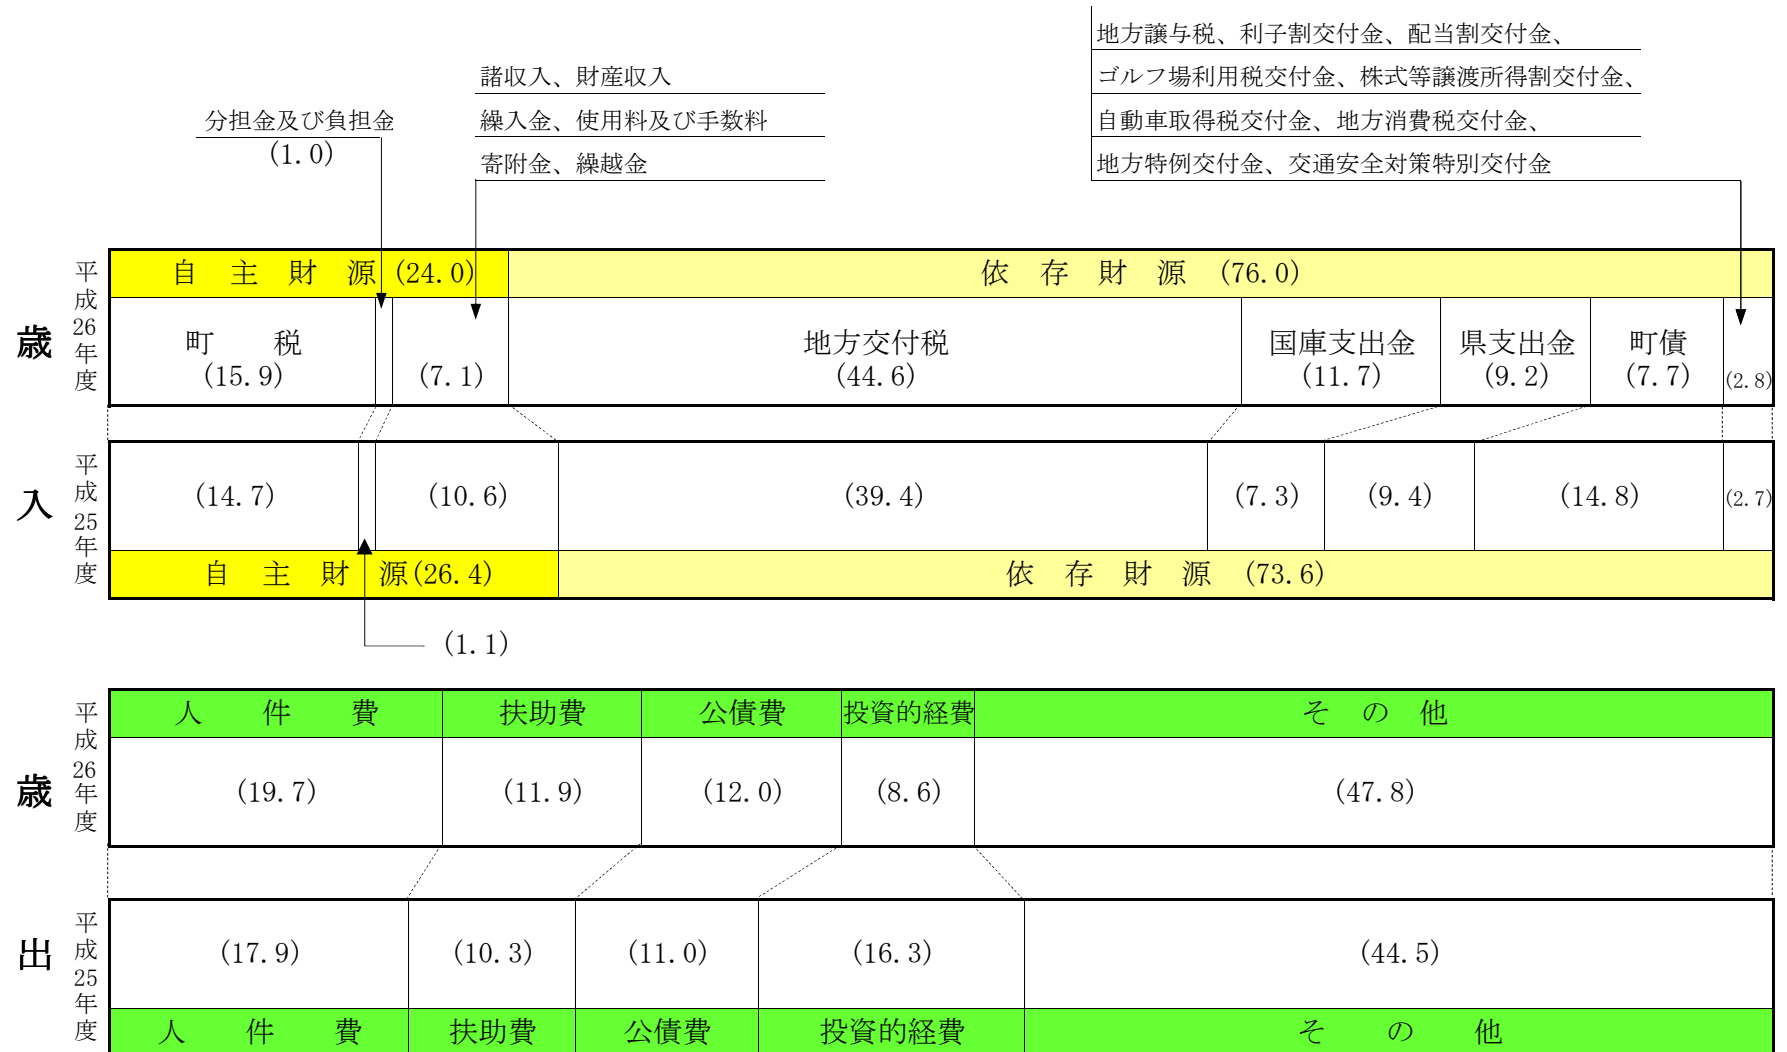 地方譲与税、利子割交付金、配当割交付金、
諸収入、財産収入
ゴルフ場利用税交付金、株式等譲渡所得割交付金、
分担金及び負担金
繰入金、使用料及び手数料
自動車取得税交付金、地方消費税交付金、
(1.0)
寄附金、繰越金
地方特例交付金、交通安全対策特別交付金
歳入
平成26年度
自主財源(24.0)
依存財源(76.0)
町税
(15.9)
(7.1)
地方交付税
(44.6)
国庫支出金
(11.7)
県支出金
(9.2)
町債
(7.7)
(2.8)
平成25年度
(14.7)
(10.6)
(39.4)
(7.3)
(9.4)
(14.8)
(2.7)
自主財源(26.4)
依存財源(73.6)
(1.1)
歳出
平成26年度
人件費
扶助費
公債費
投資的経費
その他
(19.7)
(11.9)
(12.0)
(8.6)
(47.8)
平成25年度
(17.9)
(10.3)
(11.0)
(16.3)
(44.5)
人件費
扶助費
公債費
投資的経費
その他